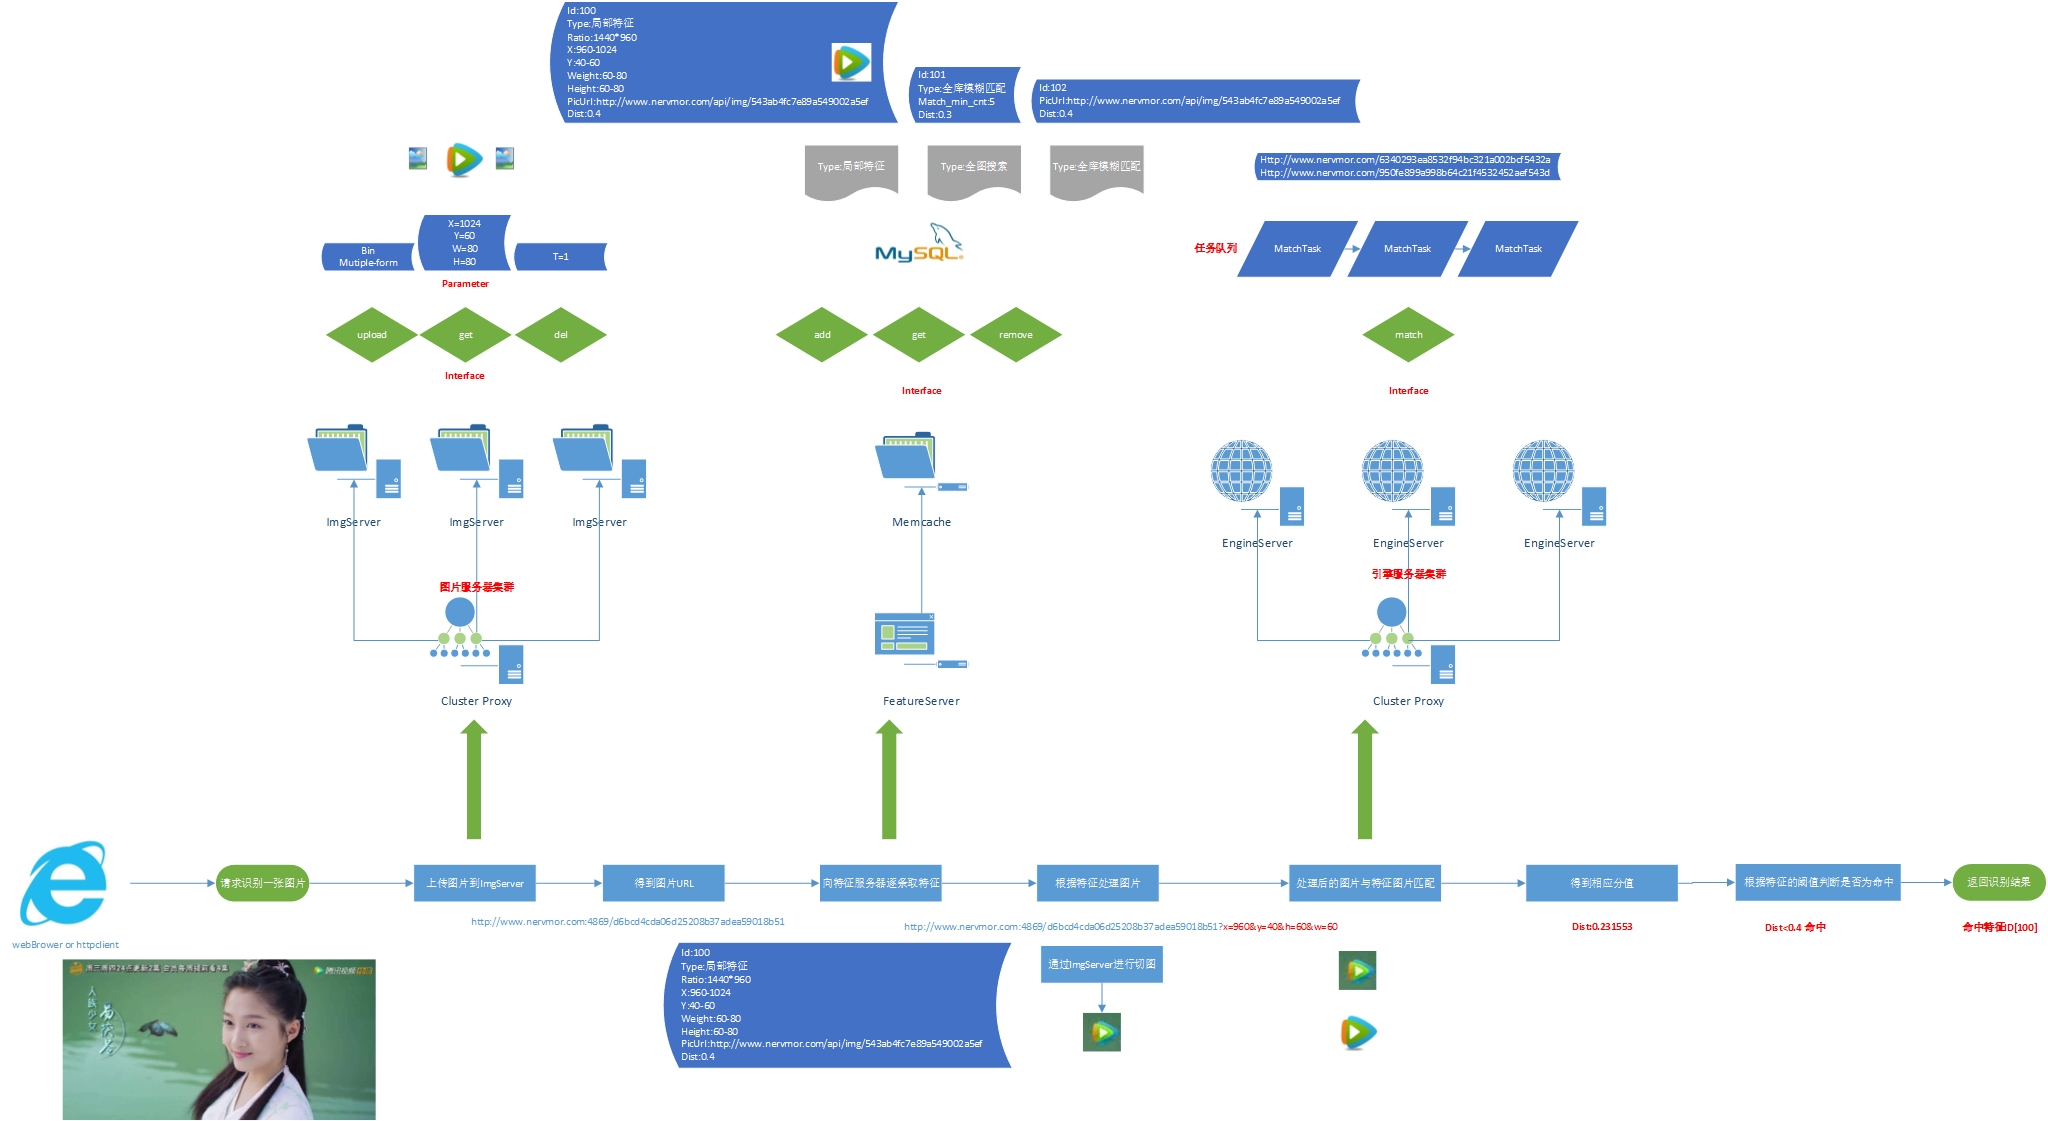 Id:100
Type:局部特征
Ratio:1440*960
X:960-1024
Y:40-60
Weight:60-80
Height:60-80
PicUrl:http://www.nervmor.com/api/img/543ab4fc7e89a549002a5ef
Dist:0.4
Id:101
Type:全库模糊匹配
Match_min_cnt:5
Dist:0.3
Id:102
PicUrl:http://www.nervmor.com/api/img/543ab4fc7e89a549002a5ef
Dist:0.4
Type:局部特征
Type:全图搜索
Type:全库模糊匹配
Http://www.nervmor.com/6340293ea8532f94bc321a002bcf5432a
Http://www.nervmor.com/950fe899a998b64c21f4532452aef543d
Bin
Mutiple-form
X=1024
Y=60
W=80
H=80
T=1
Parameter
MySQL
任务队列
MatchTask
MatchTask
MatchTask
upload
get
del
Interface
add
get
remove
Interface
match
Interface
ImgServer
ImgServer
ImgServer
Memcache
EngineServer
EngineServer
EngineServer
图片服务器集群
引擎服务器集群
Cluster Proxy
FeatureServer
Cluster Proxy
请求识别一张图片
上传图片到ImgServer
得到图片URL
向特征服务器逐条取特征
根据特征处理图片
处理后的图片与特征图片匹配
得到相应分值
根据特征的阈值判断是否为命中
返回识别结果
webBrower or httpclient
http://www.nervmor.com:4869/d6bcd4cda06d25208b37adea59018b51
http://www.nervmor.com:4869/d6bcd4cda06d25208b37adea59018b51?x=960&y=40&h=60&w=60
Dist:0.231553
Dist<0.4 命中
命中特征ID[100]
Id:100
Type:局部特征
Ratio:1440*960
X:960-1024
Y:40-60
Weight:60-80
Height:60-80
PicUrl:http://www.nervmor.com/api/img/543ab4fc7e89a549002a5ef
Dist:0.4
通过ImgServer进行切图
腾讯视频
人族少女
易茯苓